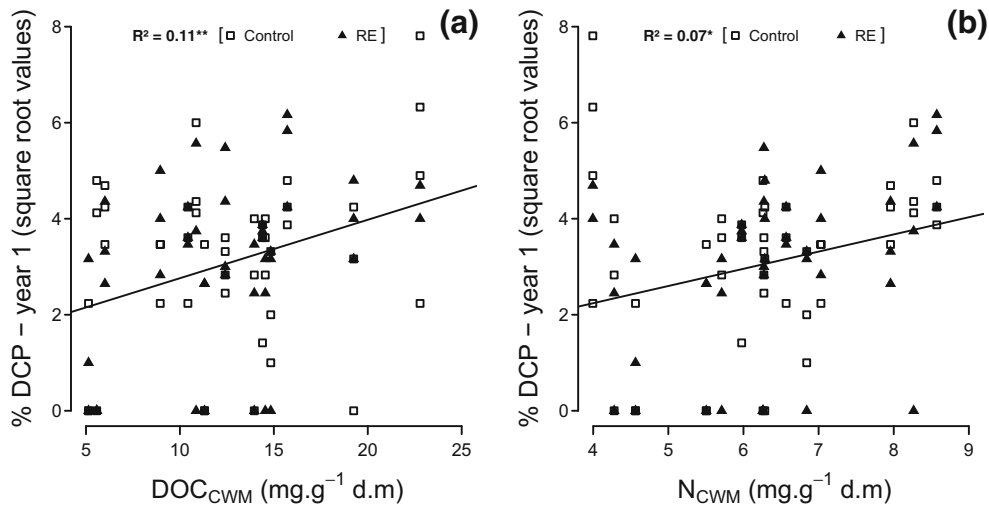 (a)
R² = 0.11** [ Control RE ]
% DCP – year 1 (square root values)
8
6
4
2
0
5 10 15 20 25
DOC_CWM (mg.g⁻¹ d.m)
(b)
R² = 0.07* [ Control RE ]
% DCP – year 1 (square root values)
8
6
4
2
0
4 5 6 7 8 9
N_CWM (mg.g⁻¹ d.m)